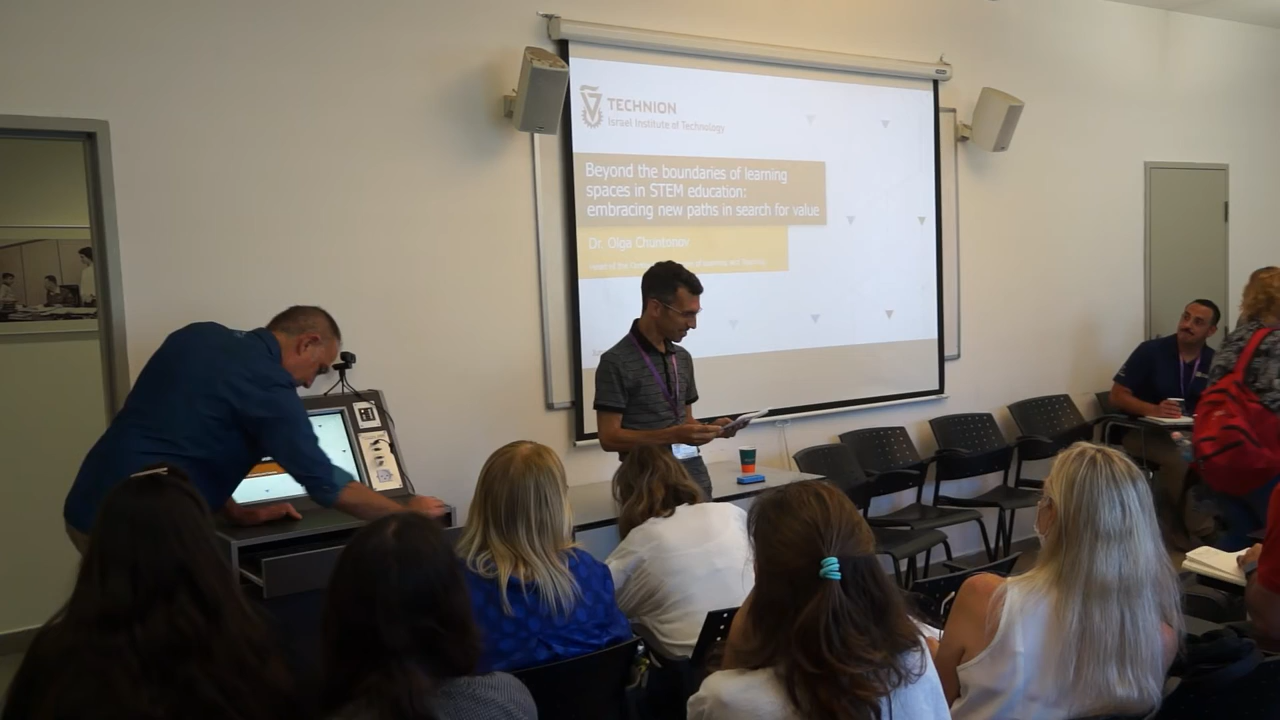 TECHNION
Israel Institute of Technology
Beyond the boundaries of learning
spaces in STEM education:
embracing new paths in search for value
Dr. Olga Chuntonov